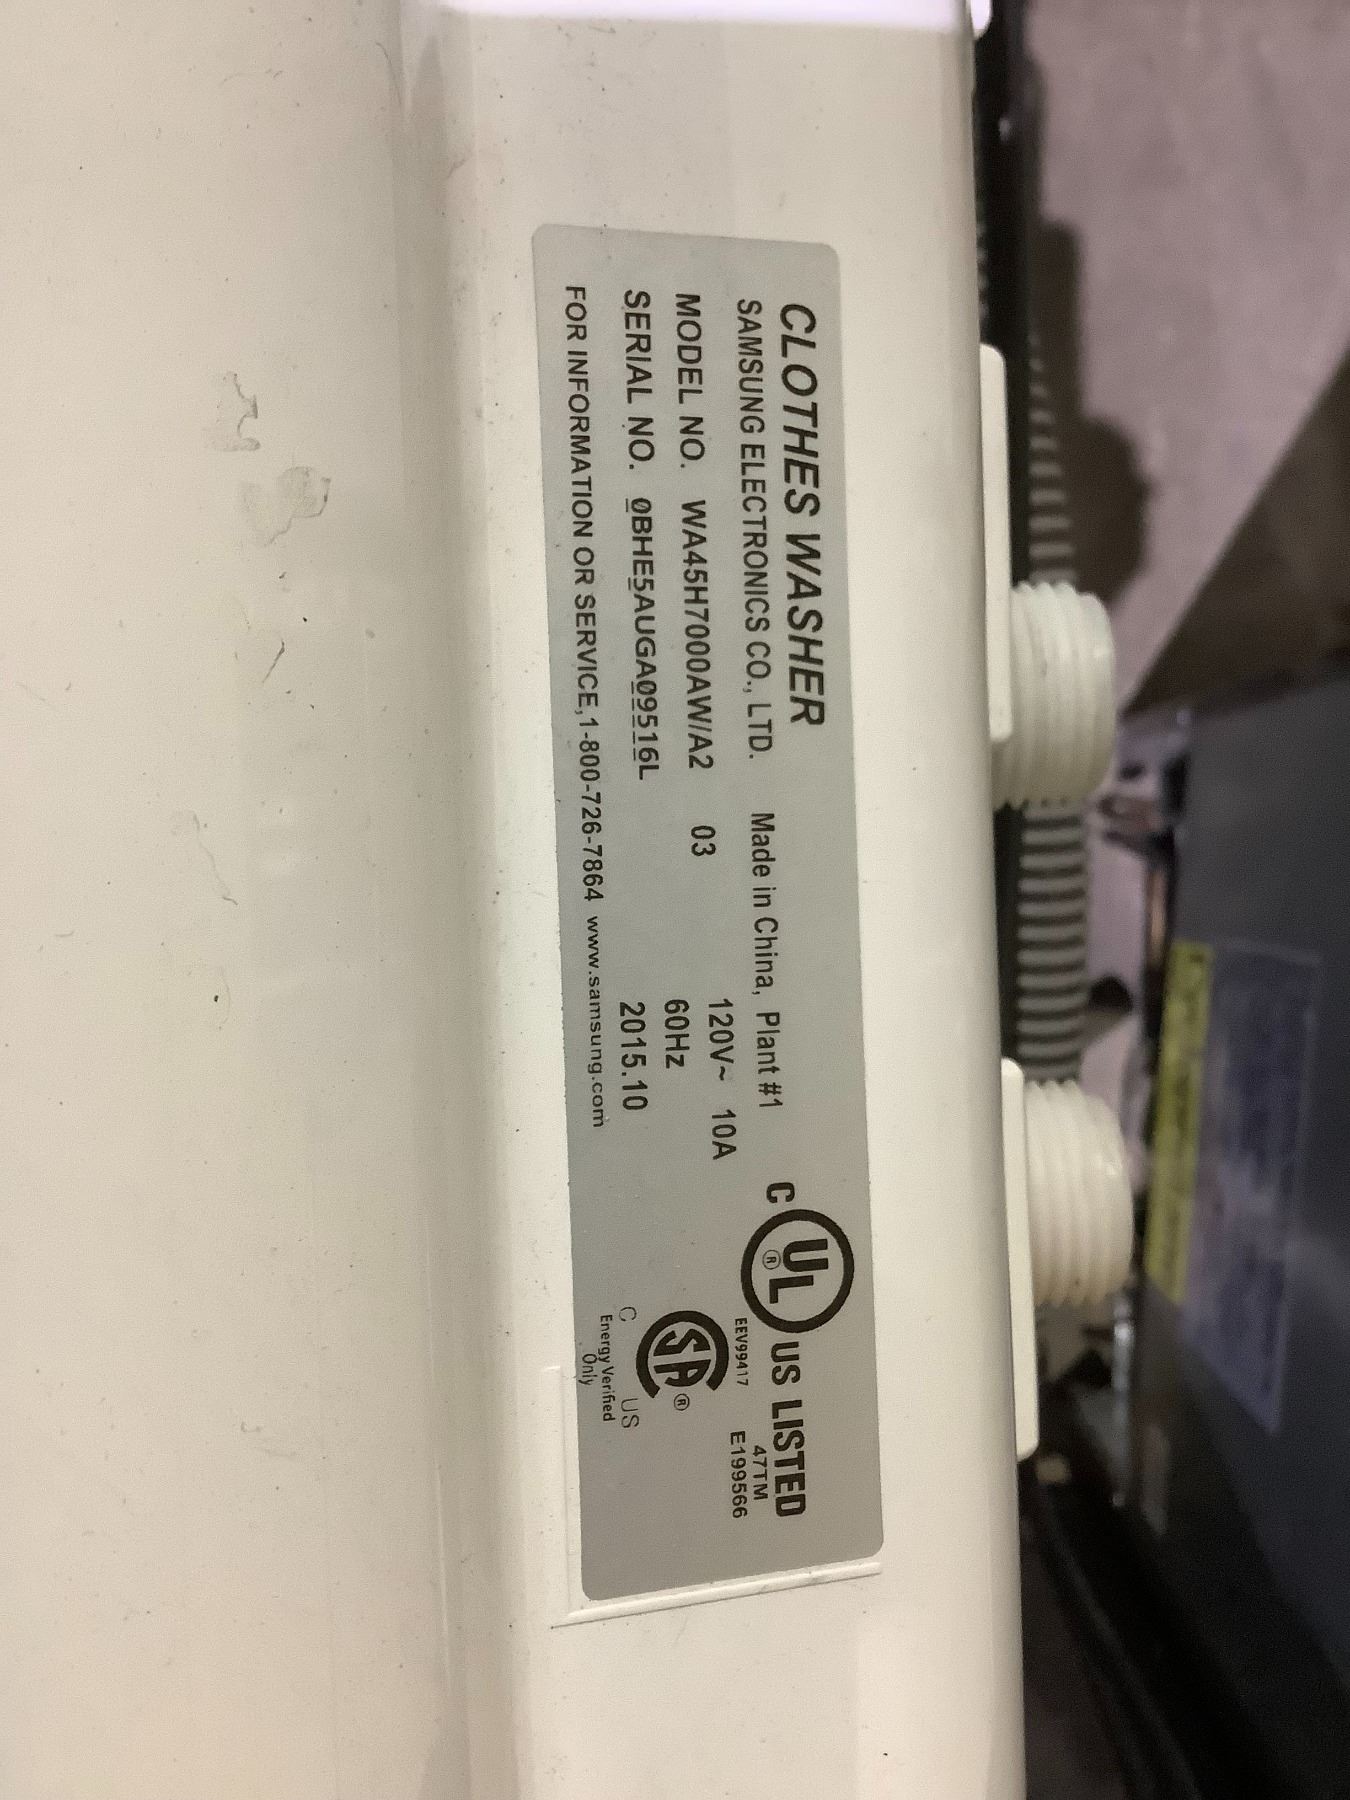 CLOTHES WASHER
SAMSUNG ELECTRONICS CO., LTD. Made in China, Plant #1
MODEL NO. WA45H7000AW/A2 03 120V~ 10A
60Hz
SERIAL NO. 0BHE5AUGA09516L 2015.10
FOR INFORMATION OR SERVICE,1-800-726-7864 www.samsung.com
C UL® US LISTED
47TM
EEV99417 E199566
SA®
C US
Energy Verified
Only